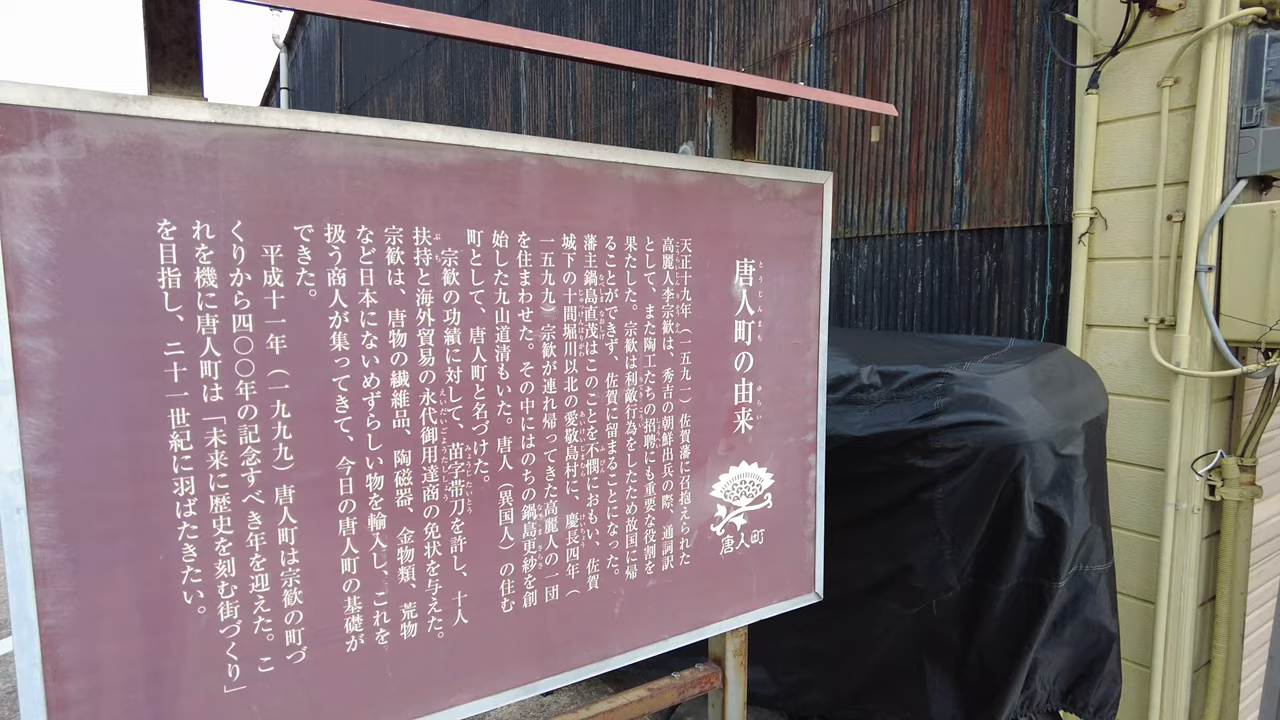 唐人町の由来
とうじんまち
ゆらい
唐人町
天正十九年(一五九一)佐賀藩に召抱えられた
高麗人李宗歓は、秀吉の朝鮮出兵の際、通詞訳
として、また陶工たちの招聘にも重要な役割を
果たした。宗歓は利敵行為をしたため故国に帰
ることができず、佐賀に留まることになった。
藩主鍋島直茂はこのことを不憫におもい、佐賀
城下の十間堀川以北の愛敬島村に、慶長四年(
一五九九)宗歓が連れ帰ってきた高麗人の一団
を住まわせた。その中にはのちの鍋島更紗を創
始した九山道清もいた。唐人(異国人)の住む
町として、唐人町と名づけた。
宗歓の功績に対して、苗字帯刀を許し、十人
扶持と海外貿易の永代御用達商の免状を与えた。
宗歓は、唐物の繊維品、陶磁器、金物類、荒物
など日本にないめずらしい物を輸入し、これを
扱う商人が集ってきて、今日の唐人町の基礎が
できた。
平成十一年(一九九九)唐人町は宗歓の町づ
くりから四〇〇年の記念すべき年を迎えた。こ
れを機に唐人町は「未来に歴史を刻む街づくり」
を目指し、二十一世紀に羽ばたきたい。